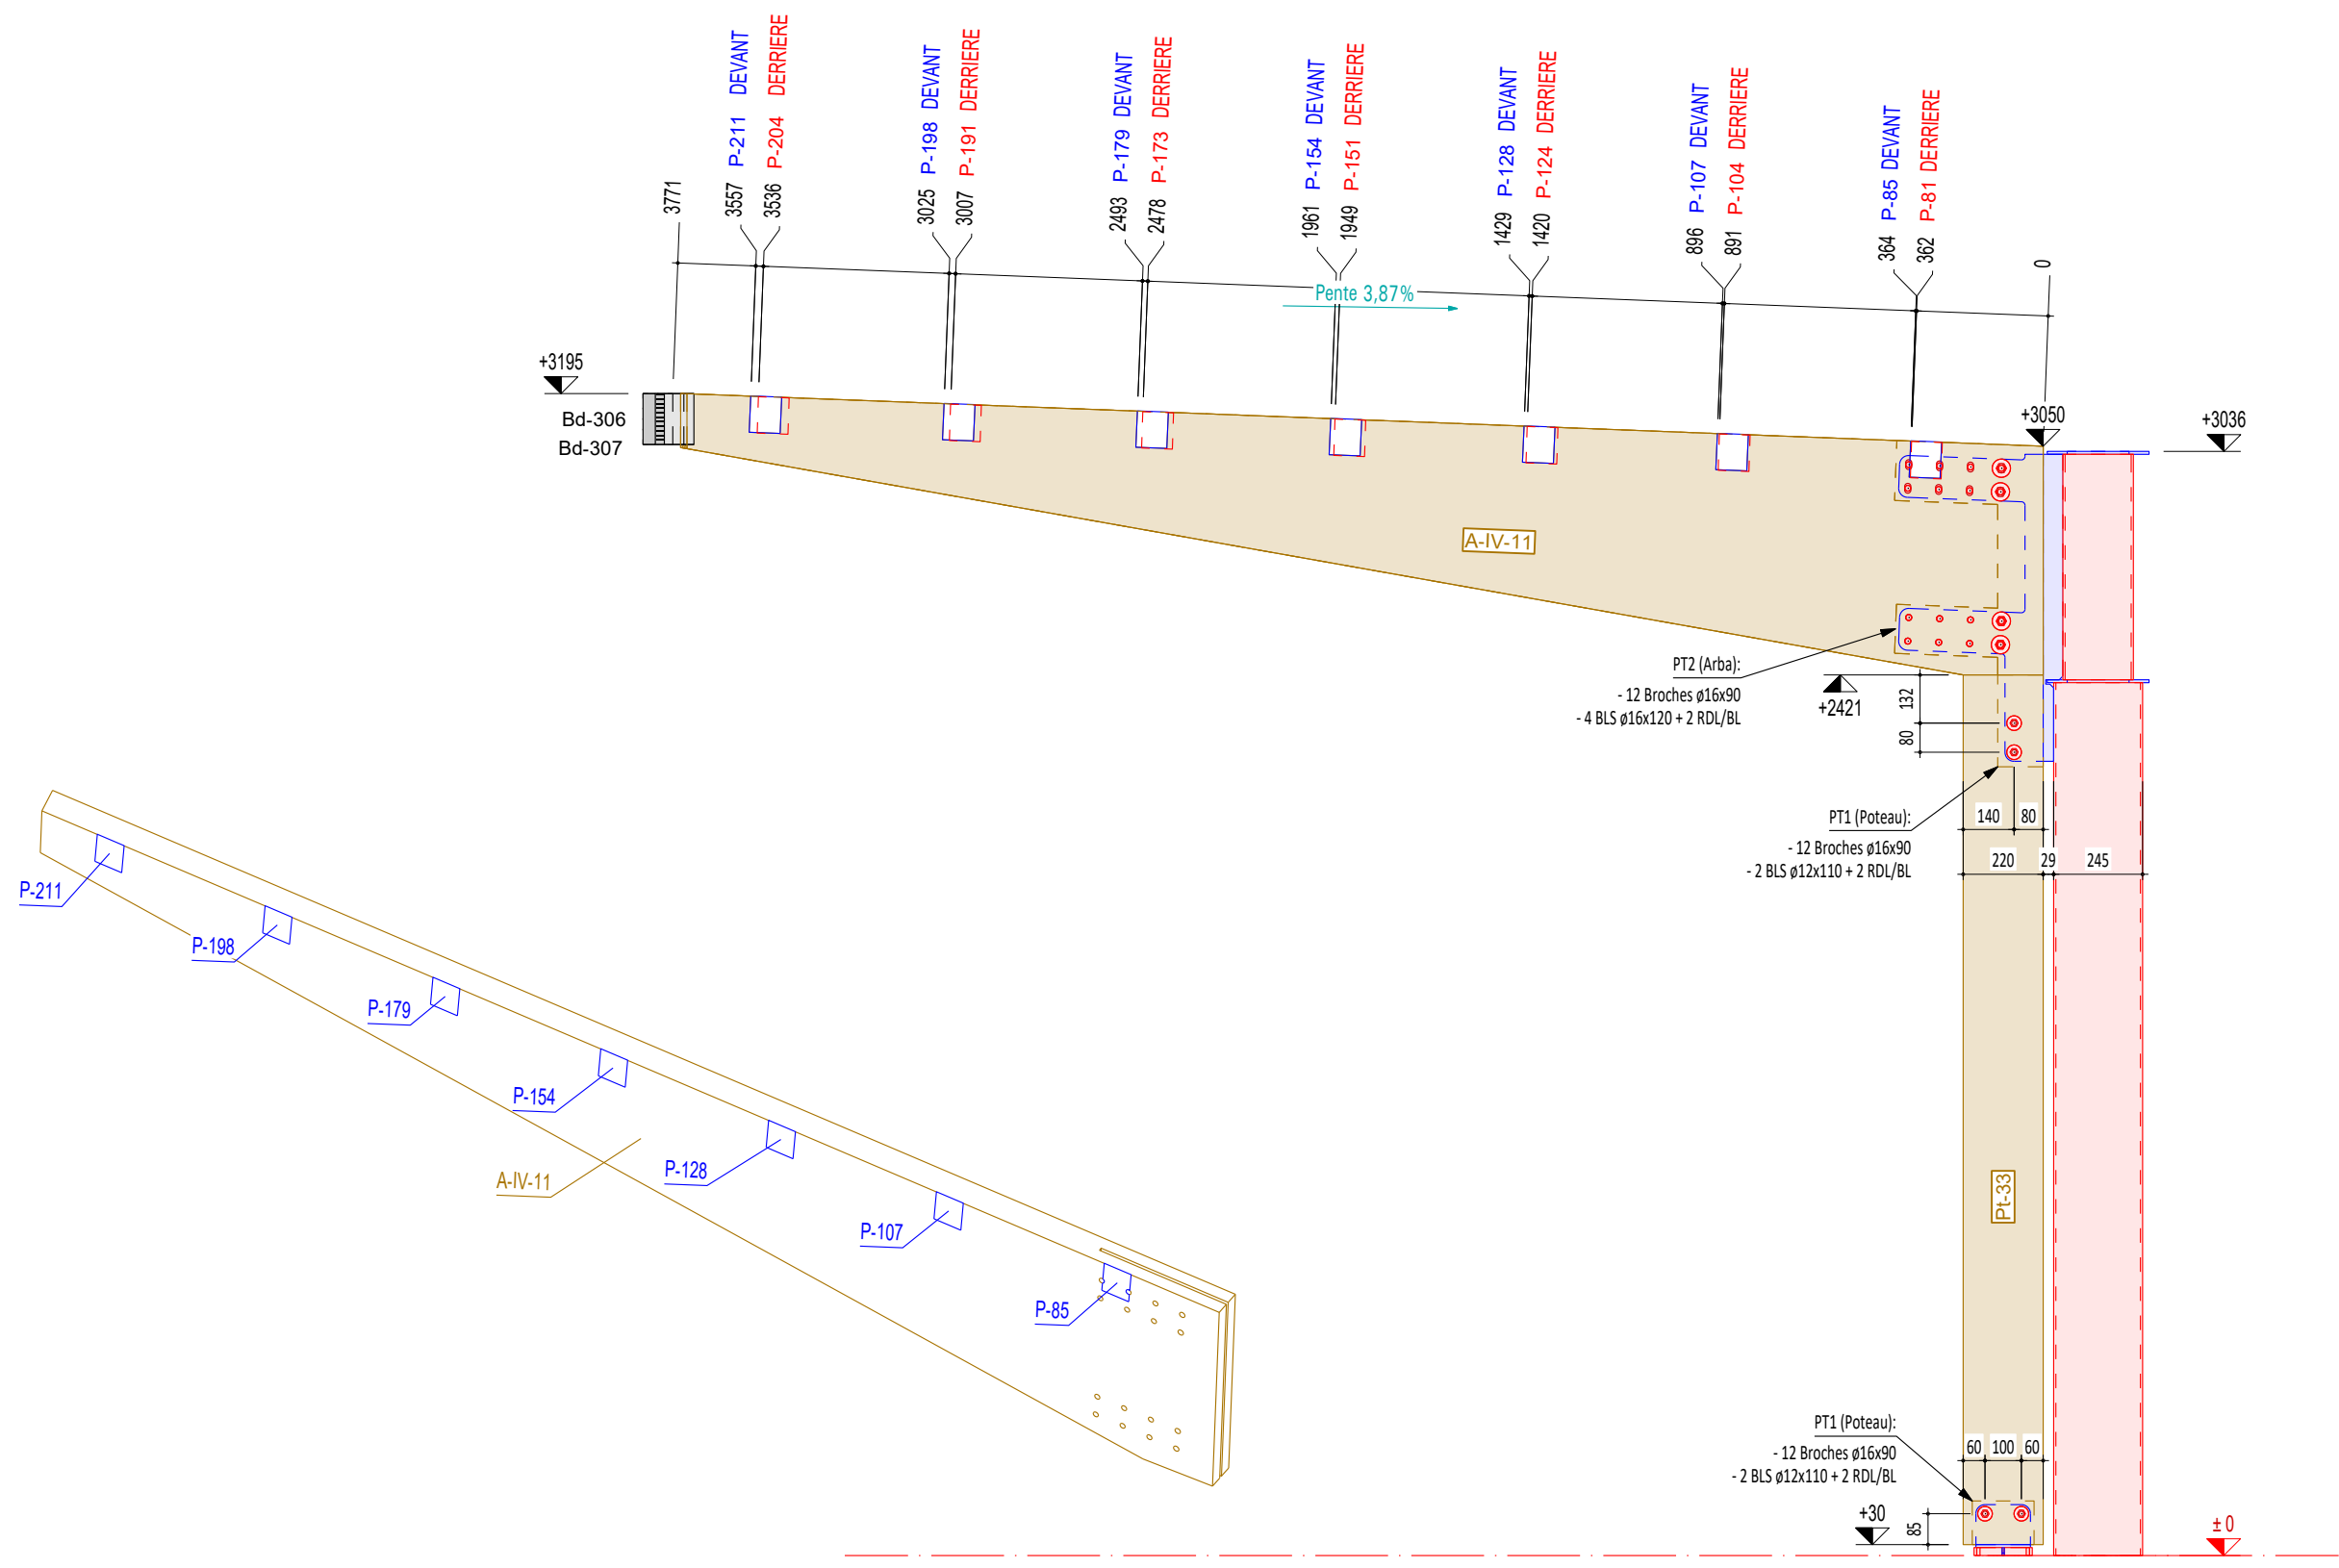 3771
3557 P-211 DEVANT
3536 P-204 DERRIERE
3025 P-198 DEVANT
3007 P-191 DERRIERE
2493 P-179 DEVANT
2478 P-173 DERRIERE
1961 P-154 DEVANT
1949 P-151 DERRIERE
1429 P-128 DEVANT
1420 P-124 DERRIERE
896 P-107 DEVANT
891 P-104 DERRIERE
364 P-85 DEVANT
362 P-81 DERRIERE
0
Pente 3,87%
+3195
Bd-306
Bd-307
+3050
+3036
A-IV-11
PT2 (Arba):
- 12 Broches ø16x90
- 4 BLS ø16x120 + 2 RDL/BL
+2421
132
80
PT1 (Poteau):
- 12 Broches ø16x90
- 2 BLS ø12x110 + 2 RDL/BL
140 80
220 29 245
P-211
P-198
P-179
P-154
P-128
A-IV-11
P-107
P-85
Pt-33
PT1 (Poteau):
- 12 Broches ø16x90
- 2 BLS ø12x110 + 2 RDL/BL
60 100 60
+30
85
±0